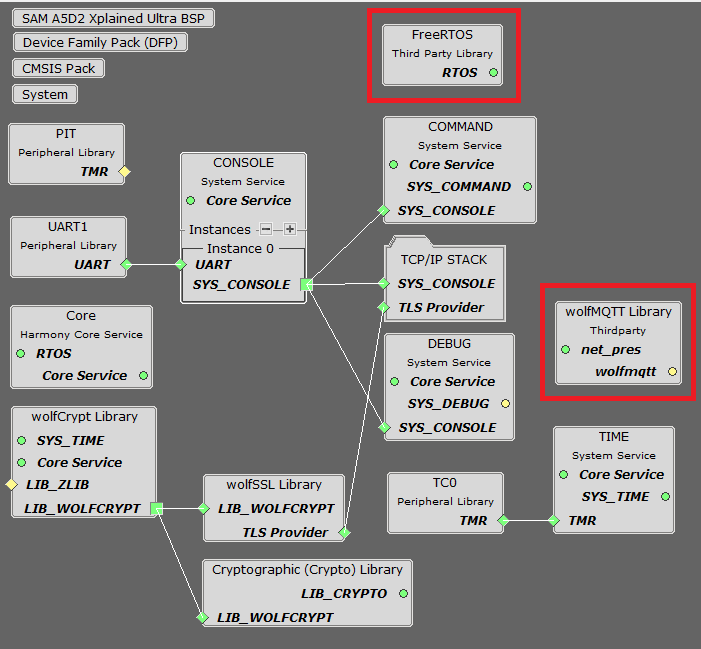 SAM A5D2 Xplained Ultra BSP
Device Family Pack (DFP)
CMSIS Pack
System
FreeRTOS
Third Party Library
RTOS
PIT
Peripheral Library
TMR
CONSOLE
System Service
Core Service
Instances
Instance 0
UART
SYS_CONSOLE
COMMAND
System Service
Core Service
SYS_COMMAND
SYS_CONSOLE
UART1
Peripheral Library
UART
TCP/IP STACK
SYS_CONSOLE
TLS Provider
wolfMQTT Library
Thirdparty
net_pres
wolfmqtt
Core
Harmony Core Service
RTOS
Core Service
DEBUG
System Service
Core Service
SYS_DEBUG
SYS_CONSOLE
wolfCrypt Library
SYS_TIME
Core Service
LIB_ZLIB
LIB_WOLFCRYPT
wolfSSL Library
LIB_WOLFCRYPT
TLS Provider
TC0
Peripheral Library
TMR
TIME
System Service
Core Service
SYS_TIME
TMR
Cryptographic (Crypto) Library
LIB_CRYPTO
LIB_WOLFCRYPT